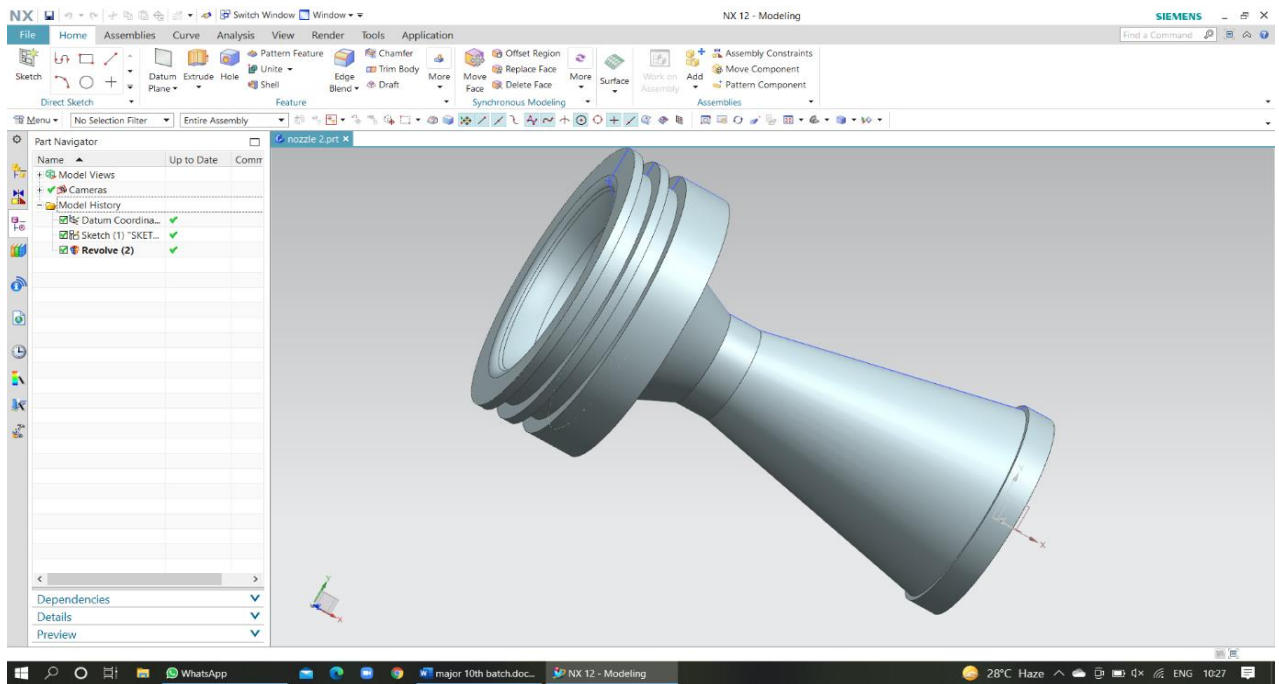 NX Switch Window Window NX 12 - Modeling SIEMENS
File Home Assemblies Curve Analysis View Render Tools Application Find a Command
Pattern Feature Chamfer Offset Region Assembly Constraints
Unite Trim Body Replace Face Move Component
Shell Draft Delete Face Pattern Component
Sketch Datum Plane Extrude Hole Edge Blend More Move Face More Surface Work on Assembly Add
Direct Sketch Feature Synchronous Modeling Assemblies
Menu No Selection Filter Entire Assembly
Part Navigator nozzle 2.prt
Name Up to Date Comm
Model Views
Cameras
Model History
Datum Coordina...
Sketch (1) "SKET...
Revolve (2)
Y
X
X
Dependencies
Details
Preview
WhatsApp major 10th batch.doc... NX 12 - Modeling 28°C Haze ENG 10:27